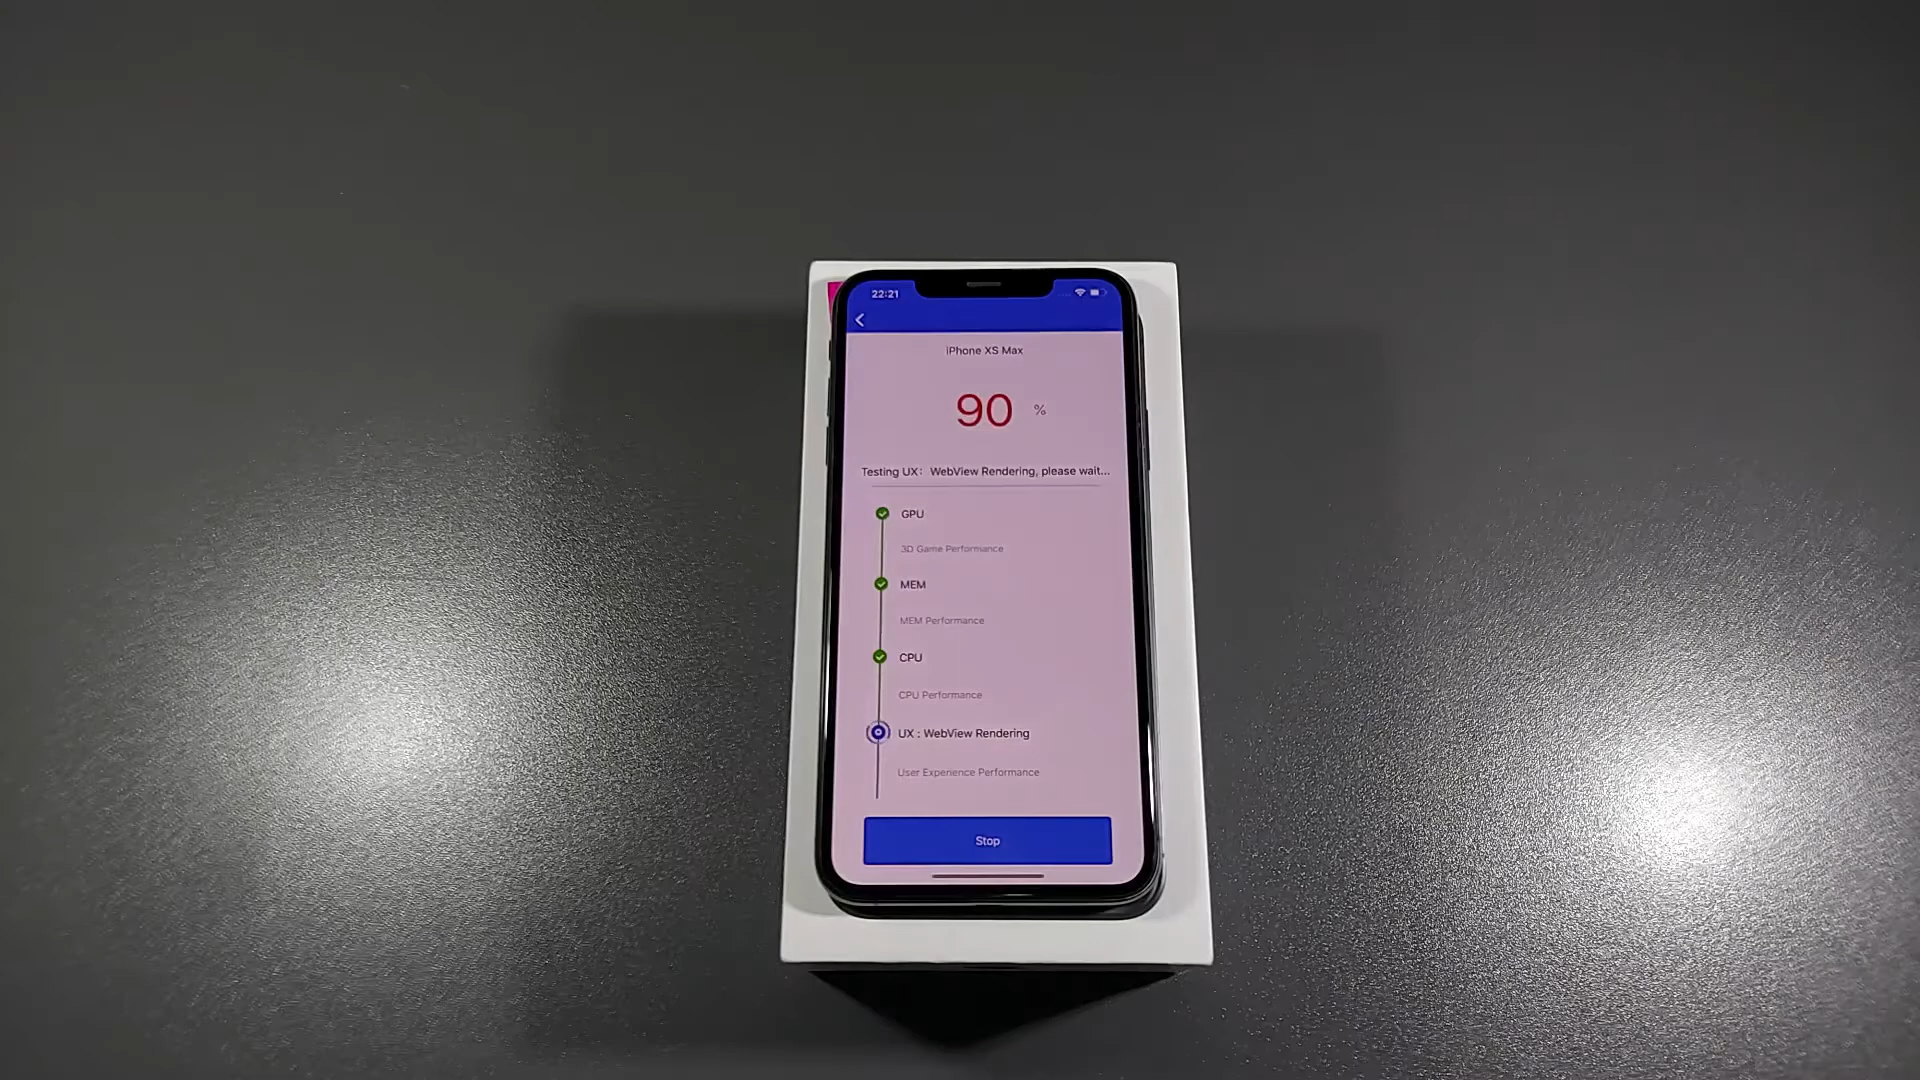 22:21
iPhone XS Max
90 %
Testing UX: WebView Rendering, please wait...
GPU
3D Game Performance
MEM
MEM Performance
CPU
CPU Performance
UX : WebView Rendering
User Experience Performance
Stop